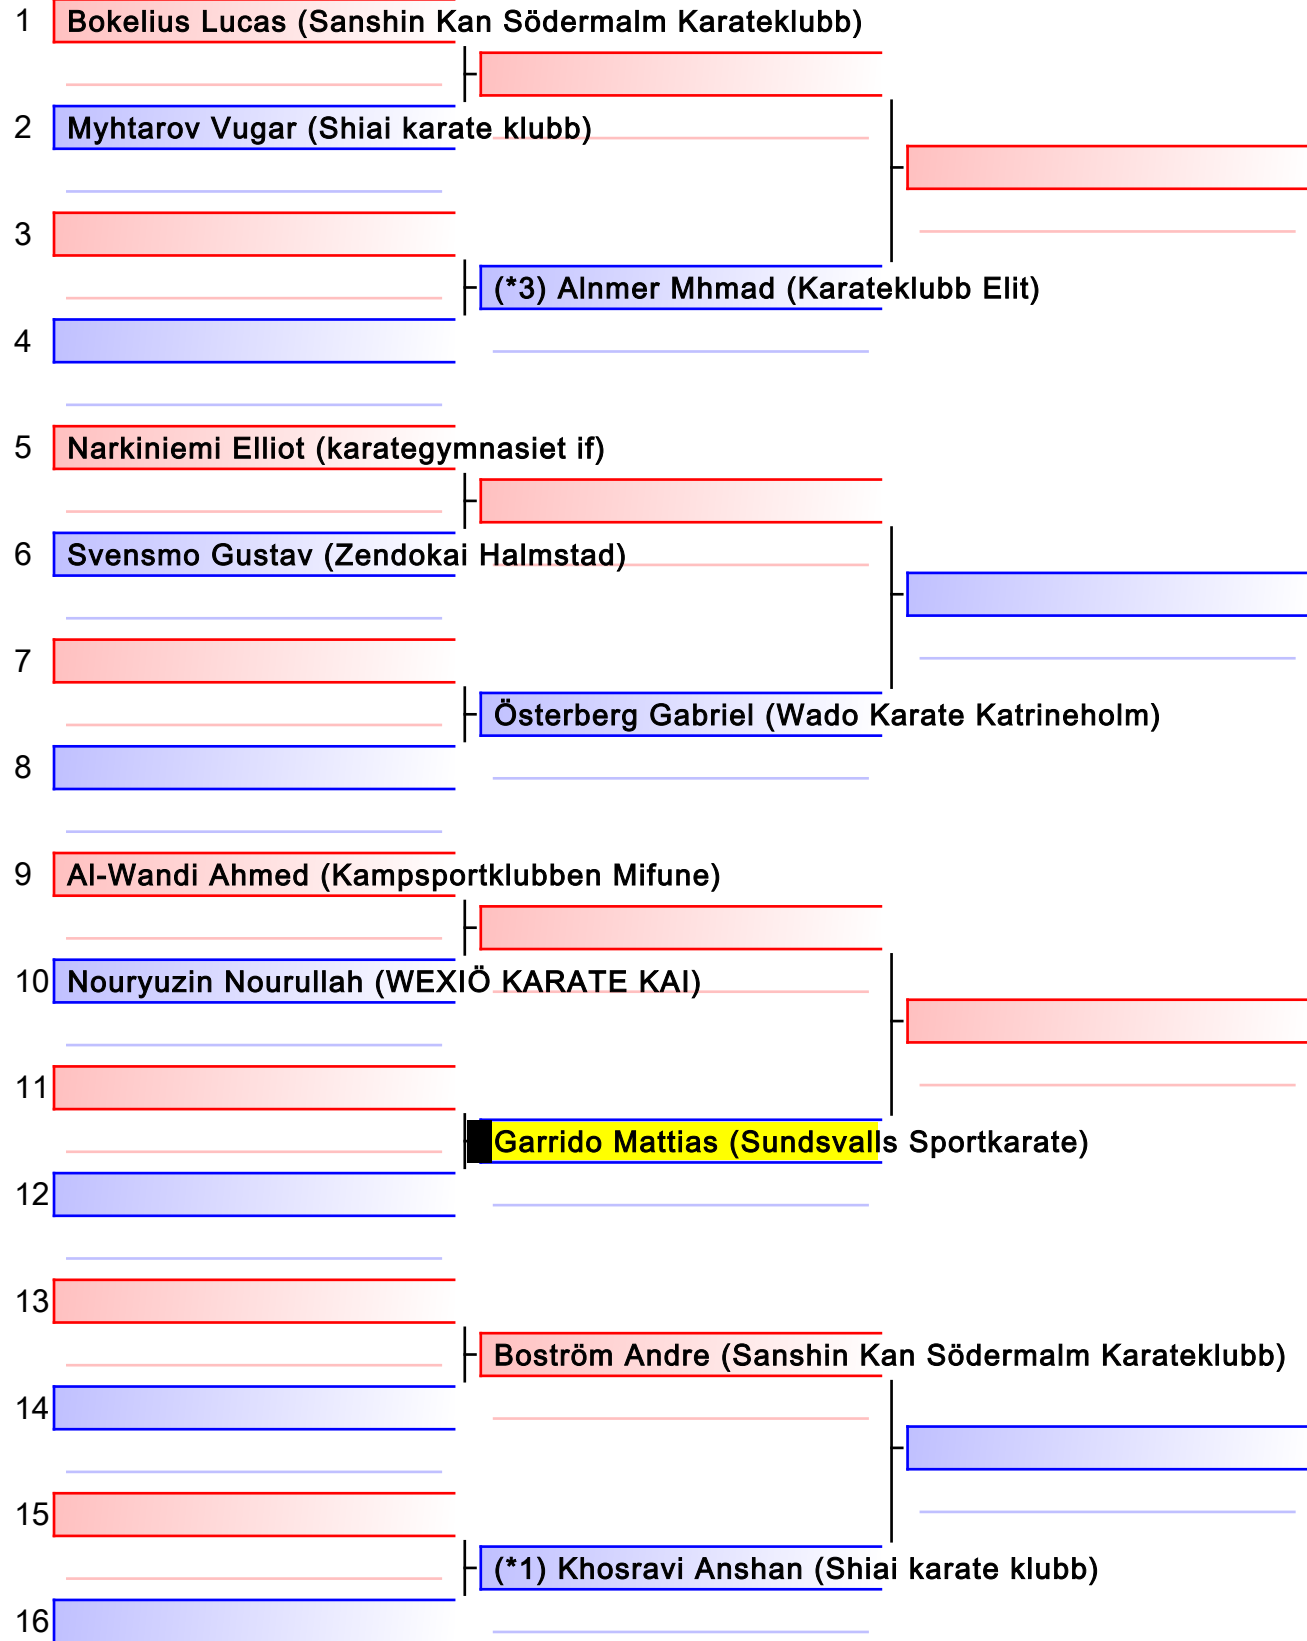 1 Bokelius Lucas (Sanshin Kan Södermalm Karateklubb)
2 Myhtarov Vugar (Shiai karate klubb)
3
(*3) Alnmer Mhmad (Karateklubb Elit)
4
5 Narkiniemi Elliot (karategymnasiet if)
6 Svensmo Gustav (Zendokai Halmstad)
7
Österberg Gabriel (Wado Karate Katrineholm)
8
9 Al-Wandi Ahmed (Kampsportklubben Mifune)
10 Nouryuzin Nourullah (WEXIÖ KARATE KAI)
11
Garrido Mattias (Sundsvalls Sportkarate)
12
13
Boström Andre (Sanshin Kan Södermalm Karateklubb)
14
15
(*1) Khosravi Anshan (Shiai karate klubb)
16